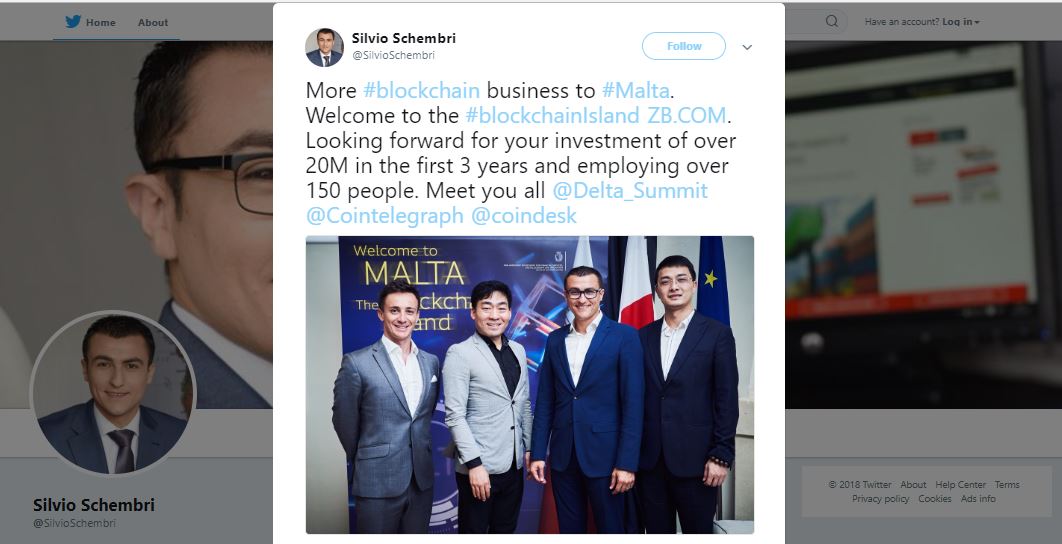 Home About
Have an account? Log in
Silvio Schembri
@SilvioSchembri
Follow
More #blockchain business to #Malta.
Welcome to the #blockchainIsland ZB.COM.
Looking forward for your investment of over
20M in the first 3 years and employing over
150 people. Meet you all @Delta_Summit
@Cointelegraph @coindesk
Welcome to
MALTA
The
Silvio Schembri
@SilvioSchembri
© 2018 Twitter About Help Center Terms
Privacy policy Cookies Ads info